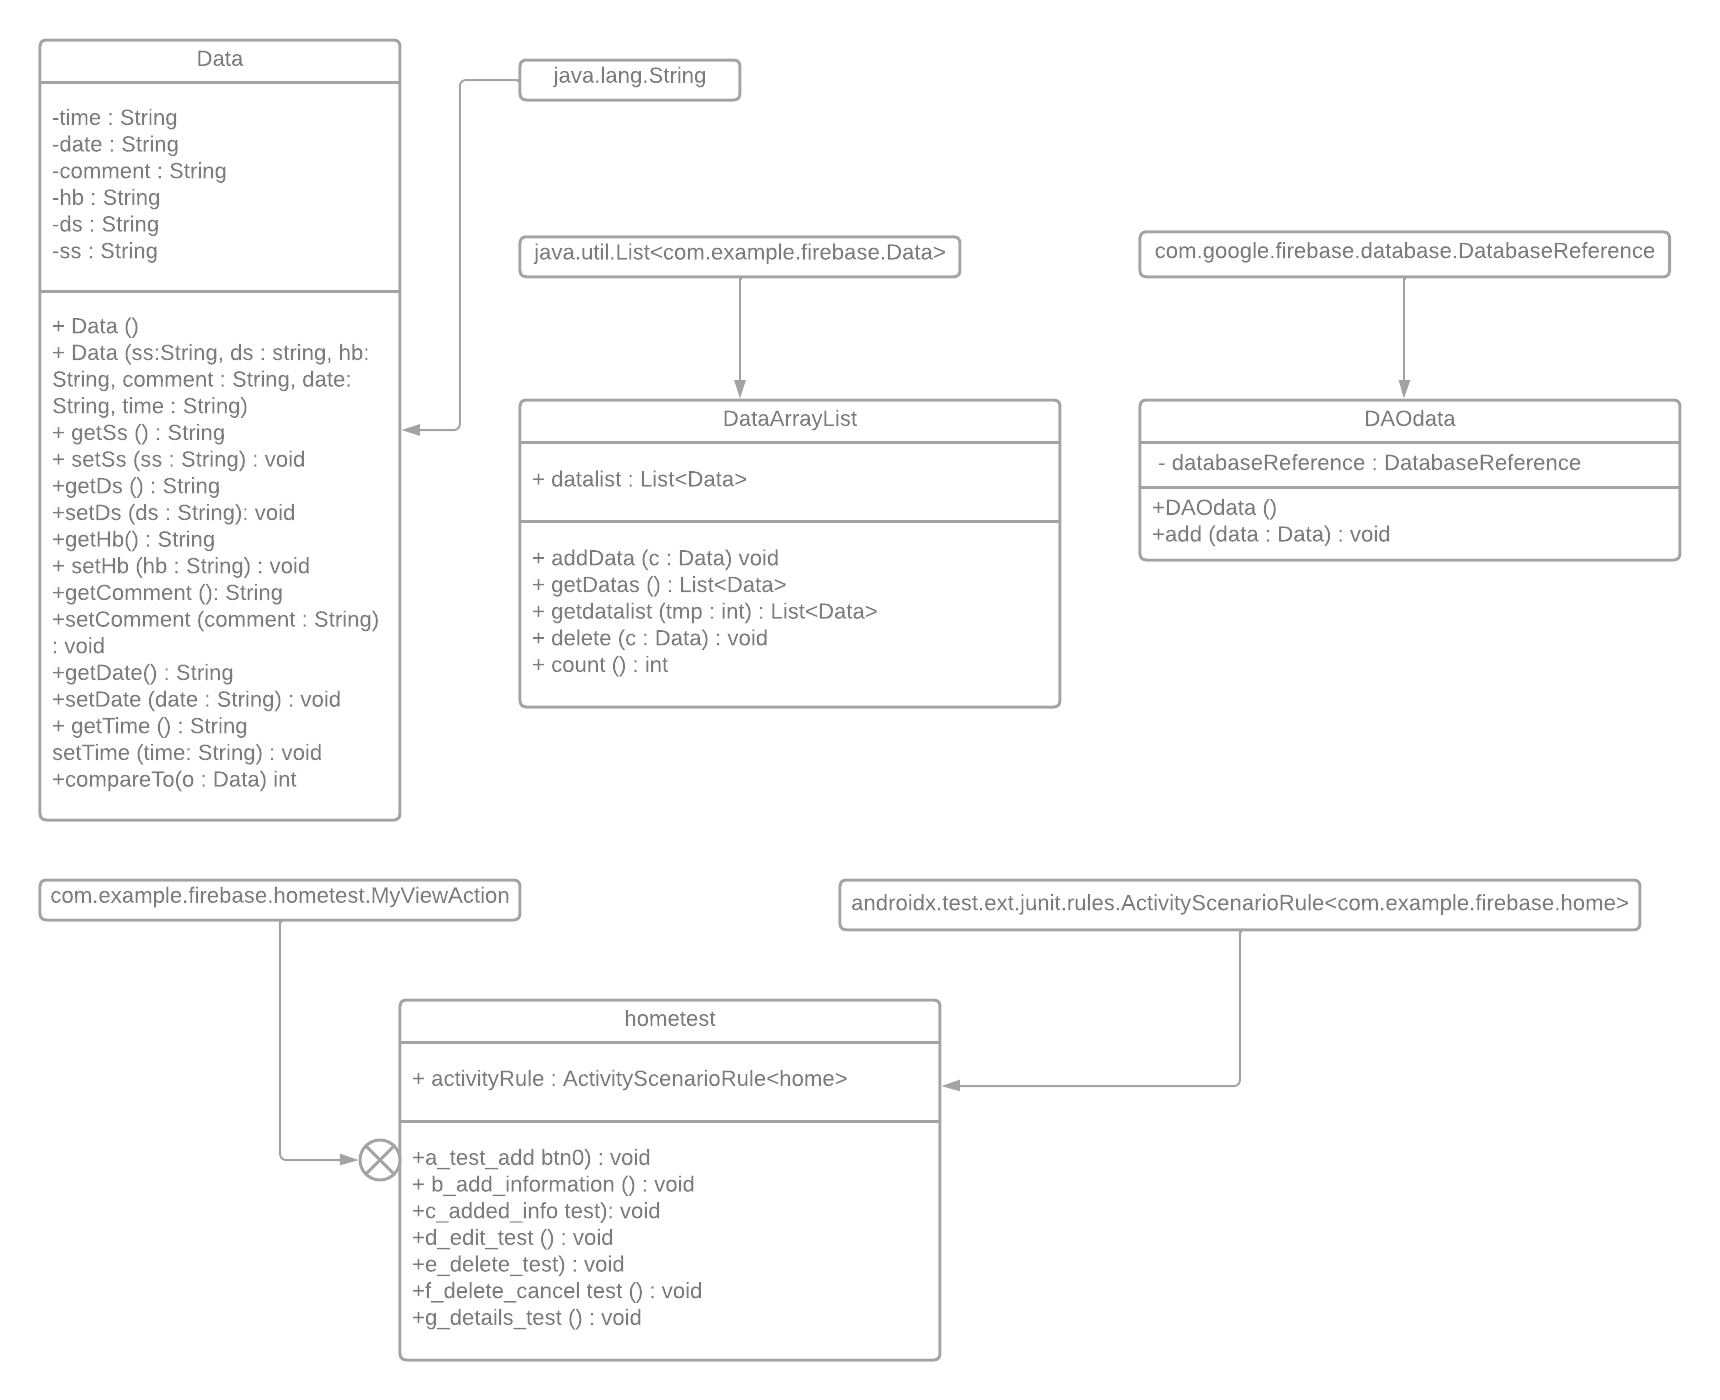 Data
-time : String
-date : String
-comment : String
-hb : String
-ds : String
-ss : String
+ Data ()
+ Data (ss:String, ds : string, hb:
String, comment : String, date:
String, time : String)
+ getSs () : String
+ setSs (ss : String) : void
+getDs () : String
+setDs (ds : String): void
+getHb() : String
+ setHb (hb : String) : void
+getComment (): String
+setComment (comment : String)
: void
+getDate() : String
+setDate (date : String) : void
+ getTime () : String
setTime (time: String) : void
+compareTo(o : Data) int
java.lang.String
java.util.List<com.example.firebase.Data>
DataArrayList
+ datalist : List<Data>
+ addData (c : Data) void
+ getDatas () : List<Data>
+ getdatalist (tmp : int) : List<Data>
+ delete (c : Data) : void
+ count () : int
com.google.firebase.database.DatabaseReference
DAOdata
- databaseReference : DatabaseReference
+DAOdata ()
+add (data : Data) : void
com.example.firebase.hometest.MyViewAction
androidx.test.ext.junit.rules.ActivityScenarioRule<com.example.firebase.home>
hometest
+ activityRule : ActivityScenarioRule<home>
+a_test_add btn0) : void
+ b_add_information () : void
+c_added_info test): void
+d_edit_test () : void
+e_delete_test) : void
+f_delete_cancel test () : void
+g_details_test () : void